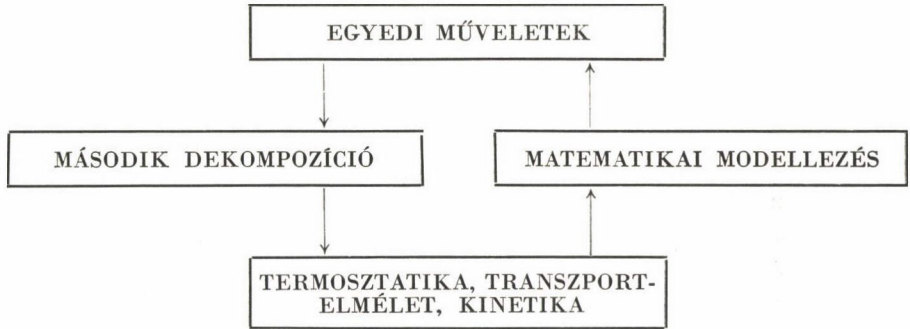 EGYEDI MŰVELETEK
MÁSODIK DEKOMPOZÍCIÓ
MATEMATIKAI MODELLEZÉS
TERMOSZTATIKA, TRANSZPORT-
ELMÉLET, KINETIKA